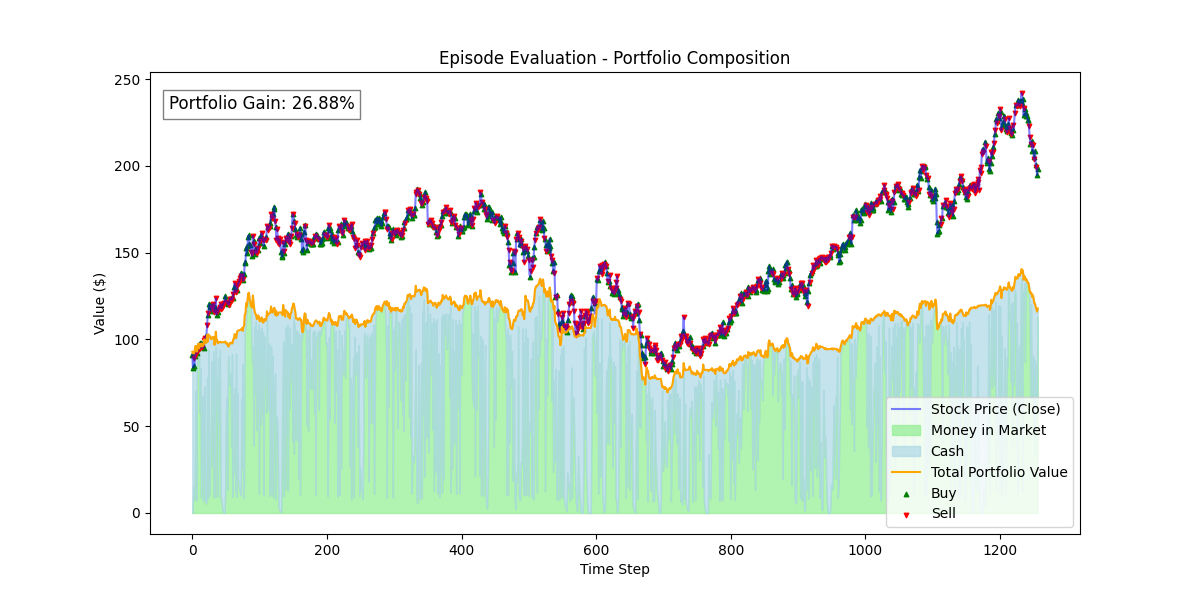 Episode Evaluation - Portfolio Composition
Portfolio Gain: 26.88%
Value ($)
250
200
150
100
50
0
0 200 400 600 800 1000 1200
Time Step
Stock Price (Close)
Money in Market
Cash
Total Portfolio Value
Buy
Sell